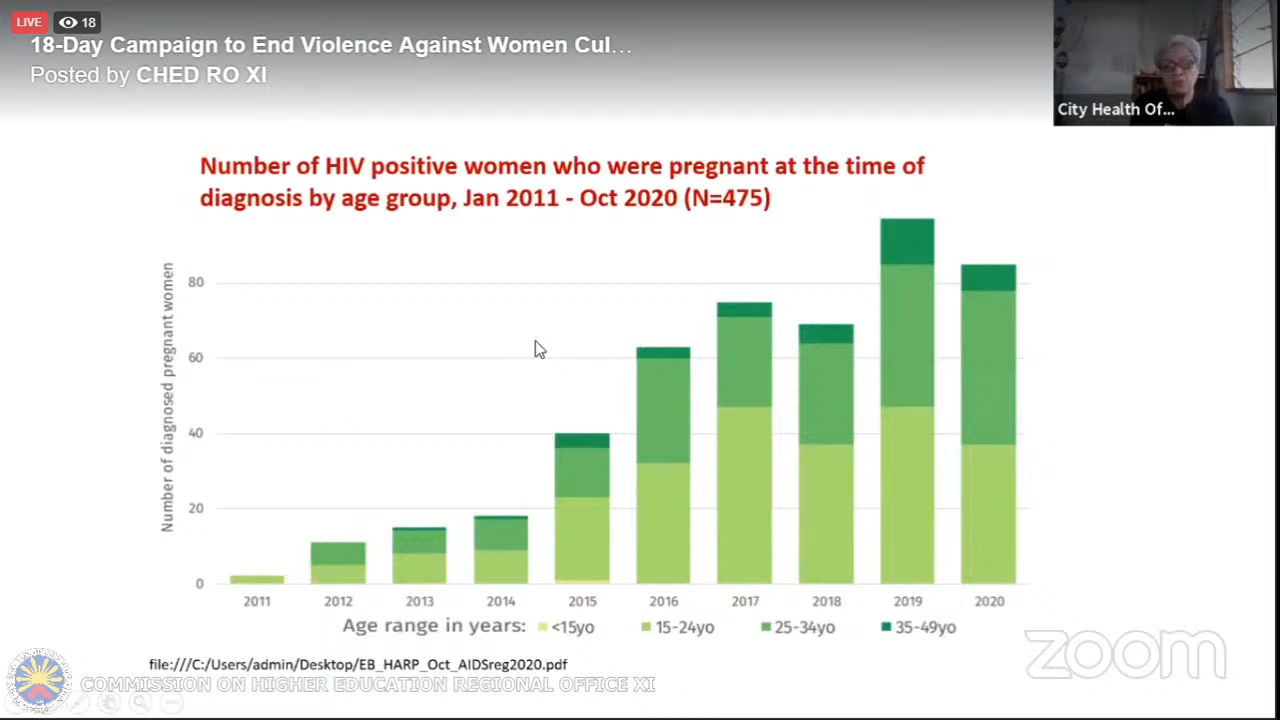 LIVE 18
18-Day Campaign to End Violence Against Women Cul...
Posted by CHED RO XI
City Health Of...
Number of HIV positive women who were pregnant at the time of
diagnosis by age group, Jan 2011 - Oct 2020 (N=475)
Number of diagnosed pregnant women
80
60
40
20
0
2011 2012 2013 2014 2015 2016 2017 2018 2019 2020
Age range in years: <15yo 15-24yo 25-34yo 35-49yo
file:///C:/Users/admin/Desktop/EB_HARP_Oct_AIDSreg2020.pdf
COMMISSION ON HIGHER EDUCATION REGIONAL OFFICE XI
zoom